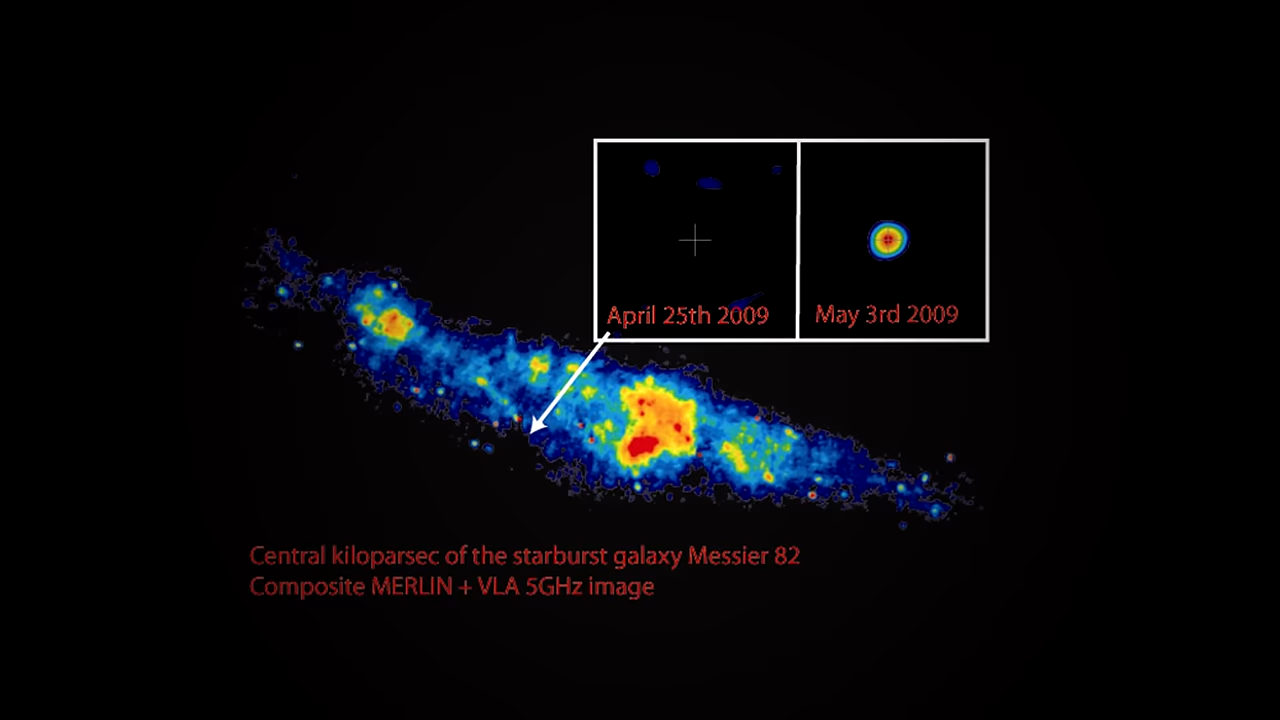 April 25th 2009
May 3rd 2009
Central kiloparsec of the starburst galaxy Messier 82
Composite MERLIN + VLA 5GHz image